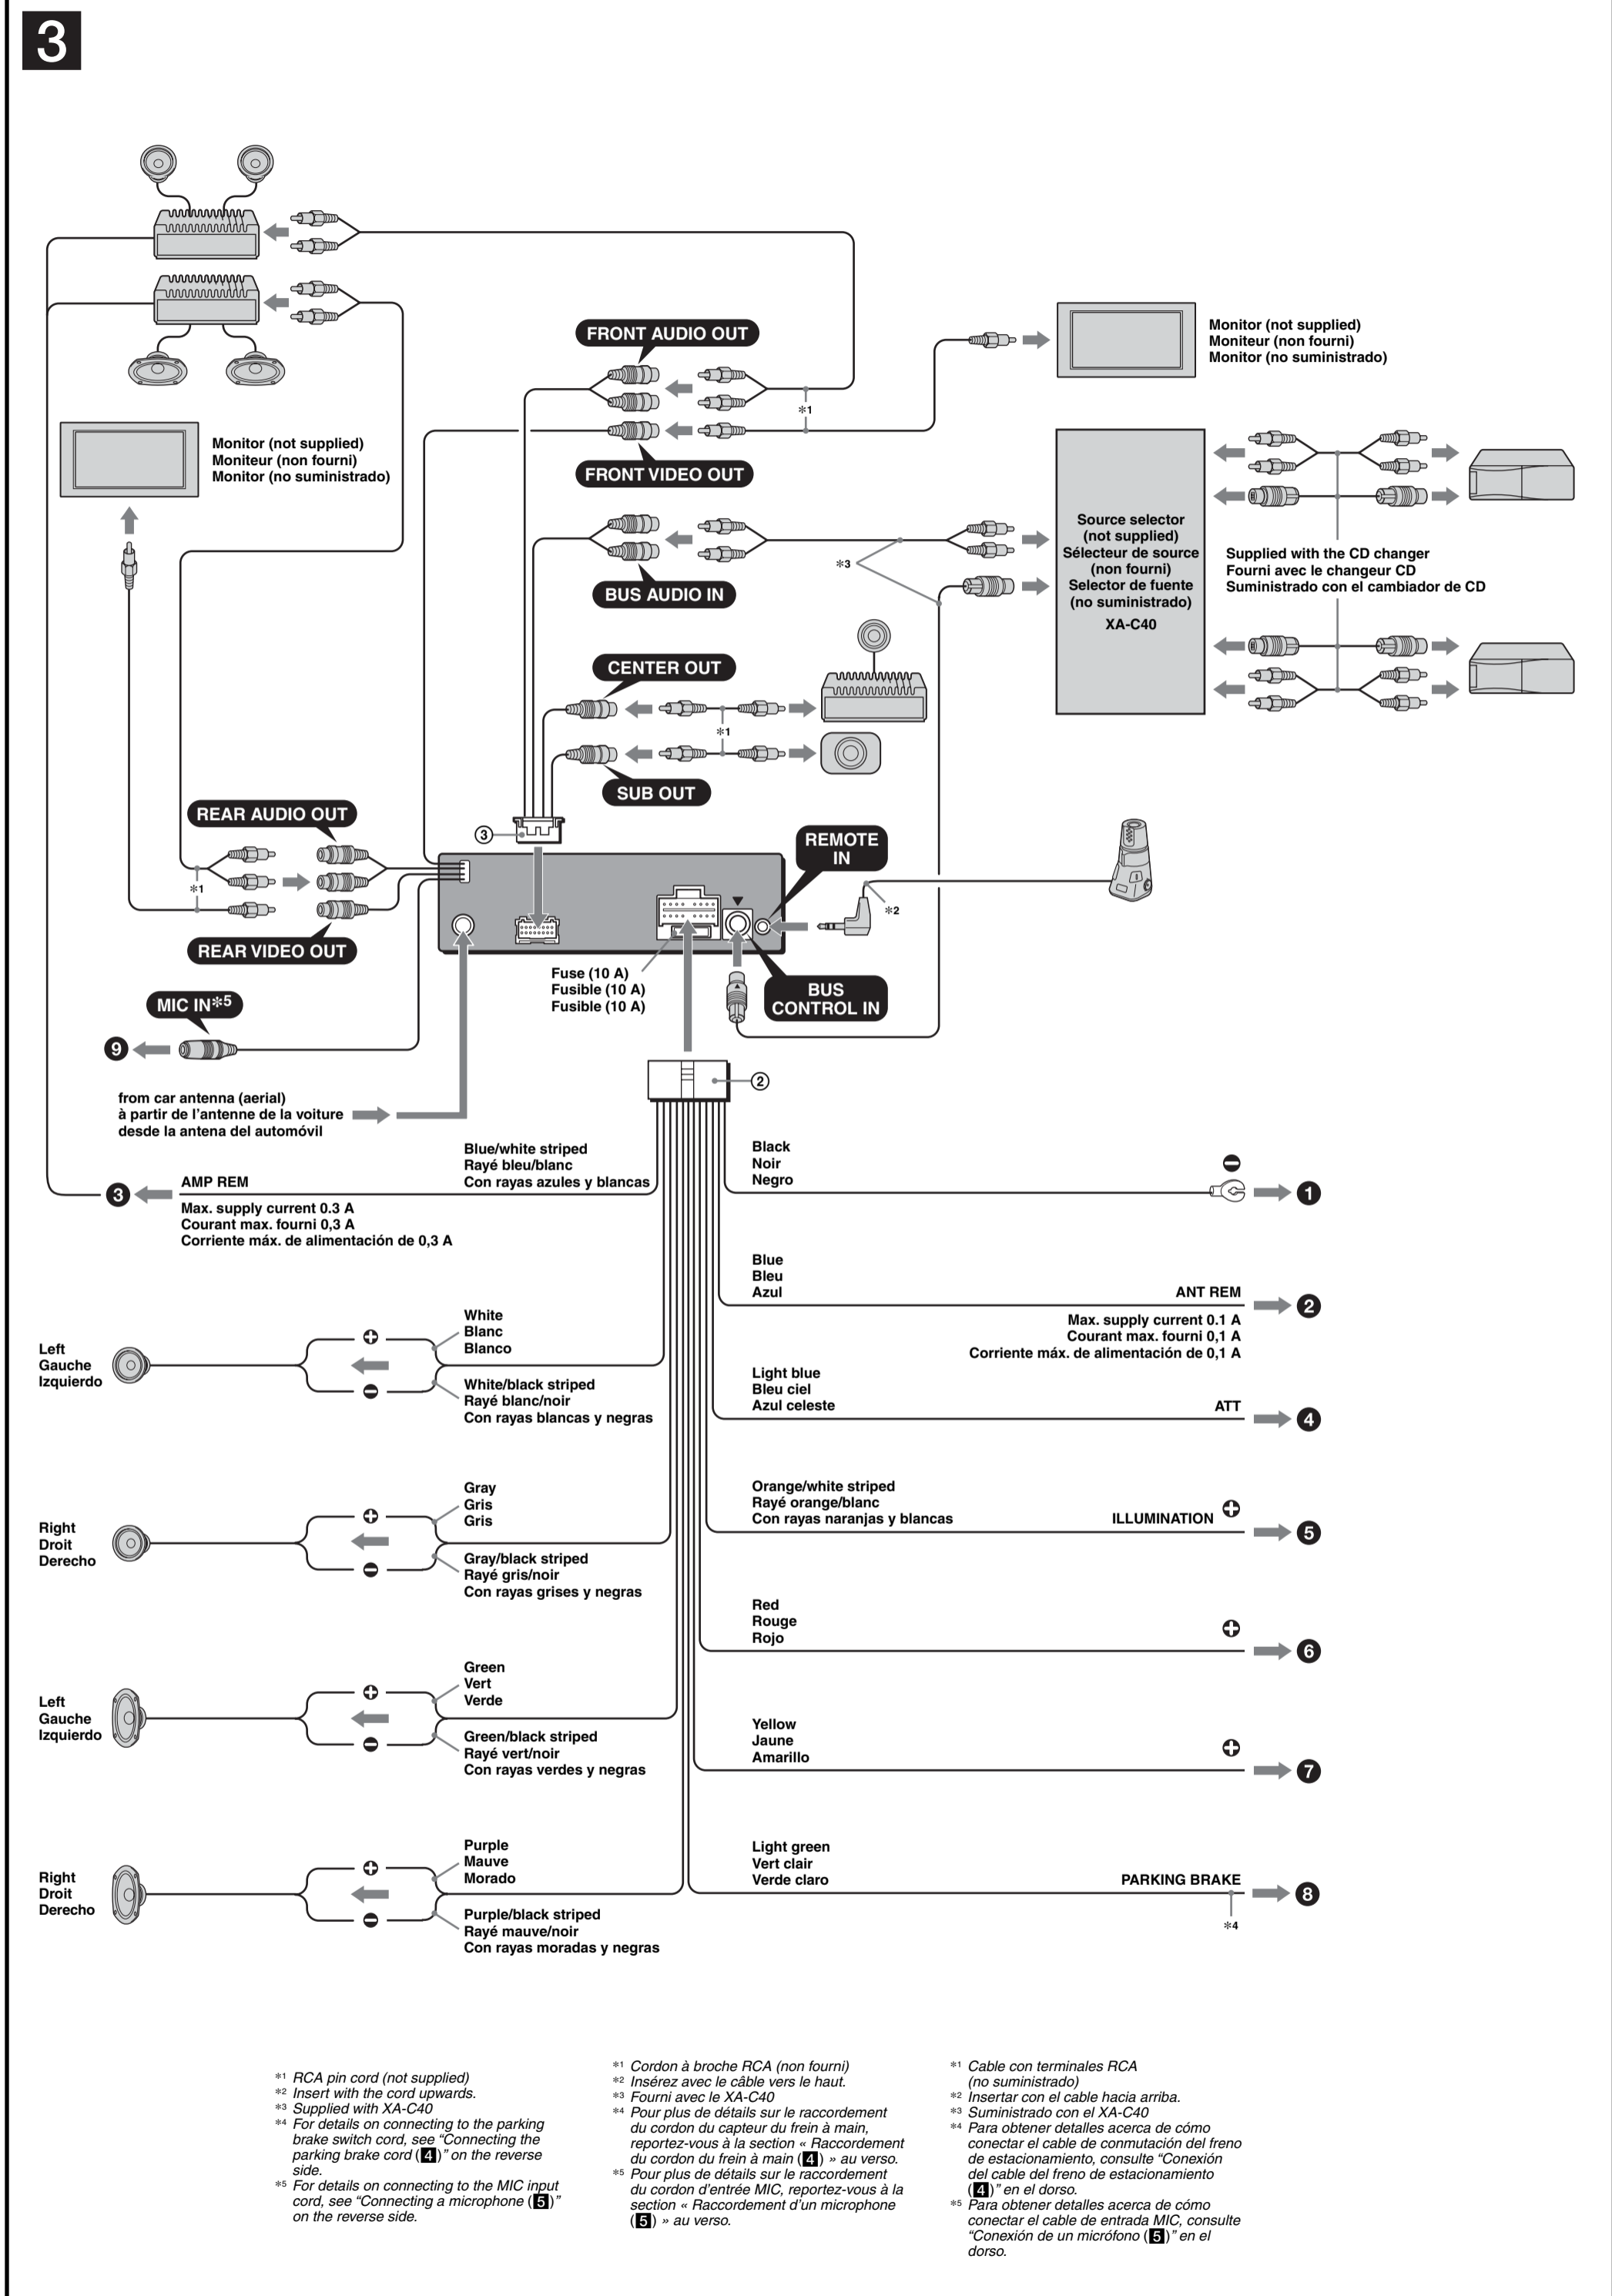 3
FRONT AUDIO OUT
Monitor (not supplied)
Moniteur (non fourni)
Monitor (no suministrado)
*1
Monitor (not supplied)
Moniteur (non fourni)
Monitor (no suministrado)
FRONT VIDEO OUT
Source selector
(not supplied)
Sélecteur de source
(non fourni)
Selector de fuente
(no suministrado)
XA-C40
Supplied with the CD changer
Fourni avec le changeur CD
Suministrado con el cambiador de CD
*3
BUS AUDIO IN
CENTER OUT
*1
SUB OUT
REAR AUDIO OUT
3
REMOTE
IN
*1
*2
REAR VIDEO OUT
Fuse (10 A)
Fusible (10 A)
Fusible (10 A)
BUS
CONTROL IN
MIC IN*5
9
2
from car antenna (aerial)
à partir de l'antenne de la voiture
desde la antena del automóvil
Blue/white striped
Rayé bleu/blanc
Con rayas azules y blancas
3
AMP REM
Max. supply current 0.3 A
Courant max. fourni 0,3 A
Corriente máx. de alimentación de 0,3 A
Black
Noir
Negro
1
Blue
Bleu
Azul
ANT REM
2
Max. supply current 0.1 A
Courant max. fourni 0,1 A
Corriente máx. de alimentación de 0,1 A
White
Blanc
Blanco
Left
Gauche
Izquierdo
White/black striped
Rayé blanc/noir
Con rayas blancas y negras
Light blue
Bleu ciel
Azul celeste
ATT
4
Gray
Gris
Gris
Right
Droit
Derecho
Gray/black striped
Rayé gris/noir
Con rayas grises y negras
Orange/white striped
Rayé orange/blanc
Con rayas naranjas y blancas
ILLUMINATION
5
Red
Rouge
Rojo
6
Green
Vert
Verde
Left
Gauche
Izquierdo
Green/black striped
Rayé vert/noir
Con rayas verdes y negras
Yellow
Jaune
Amarillo
7
Purple
Mauve
Morado
Right
Droit
Derecho
Purple/black striped
Rayé mauve/noir
Con rayas moradas y negras
Light green
Vert clair
Verde claro
PARKING BRAKE
8
*4
*1 RCA pin cord (not supplied)
*2 Insert with the cord upwards.
*3 Supplied with XA-C40
*4 For details on connecting to the parking
brake switch cord, see “Connecting the
parking brake cord (4)” on the reverse
side.
*5 For details on connecting to the MIC input
cord, see “Connecting a microphone (5)”
on the reverse side.
*1 Cordon à broche RCA (non fourni)
*2 Insérez avec le câble vers le haut.
*3 Fourni avec le XA-C40
*4 Pour plus de détails sur le raccordement
du cordon du capteur du frein à main,
reportez-vous à la section « Raccordement
du cordon du frein à main (4) » au verso.
*5 Pour plus de détails sur le raccordement
du cordon d'entrée MIC, reportez-vous à la
section « Raccordement d'un microphone
(5) » au verso.
*1 Cable con terminales RCA
(no suministrado)
*2 Insertar con el cable hacia arriba.
*3 Suministrado con el XA-C40
*4 Para obtener detalles acerca de cómo
conectar el cable de conmutación del freno
de estacionamiento, consulte “Conexión
del cable del freno de estacionamiento
(4)” en el dorso.
*5 Para obtener detalles acerca de cómo
conectar el cable de entrada MIC, consulte
“Conexión de un micrófono (5)” en el
dorso.